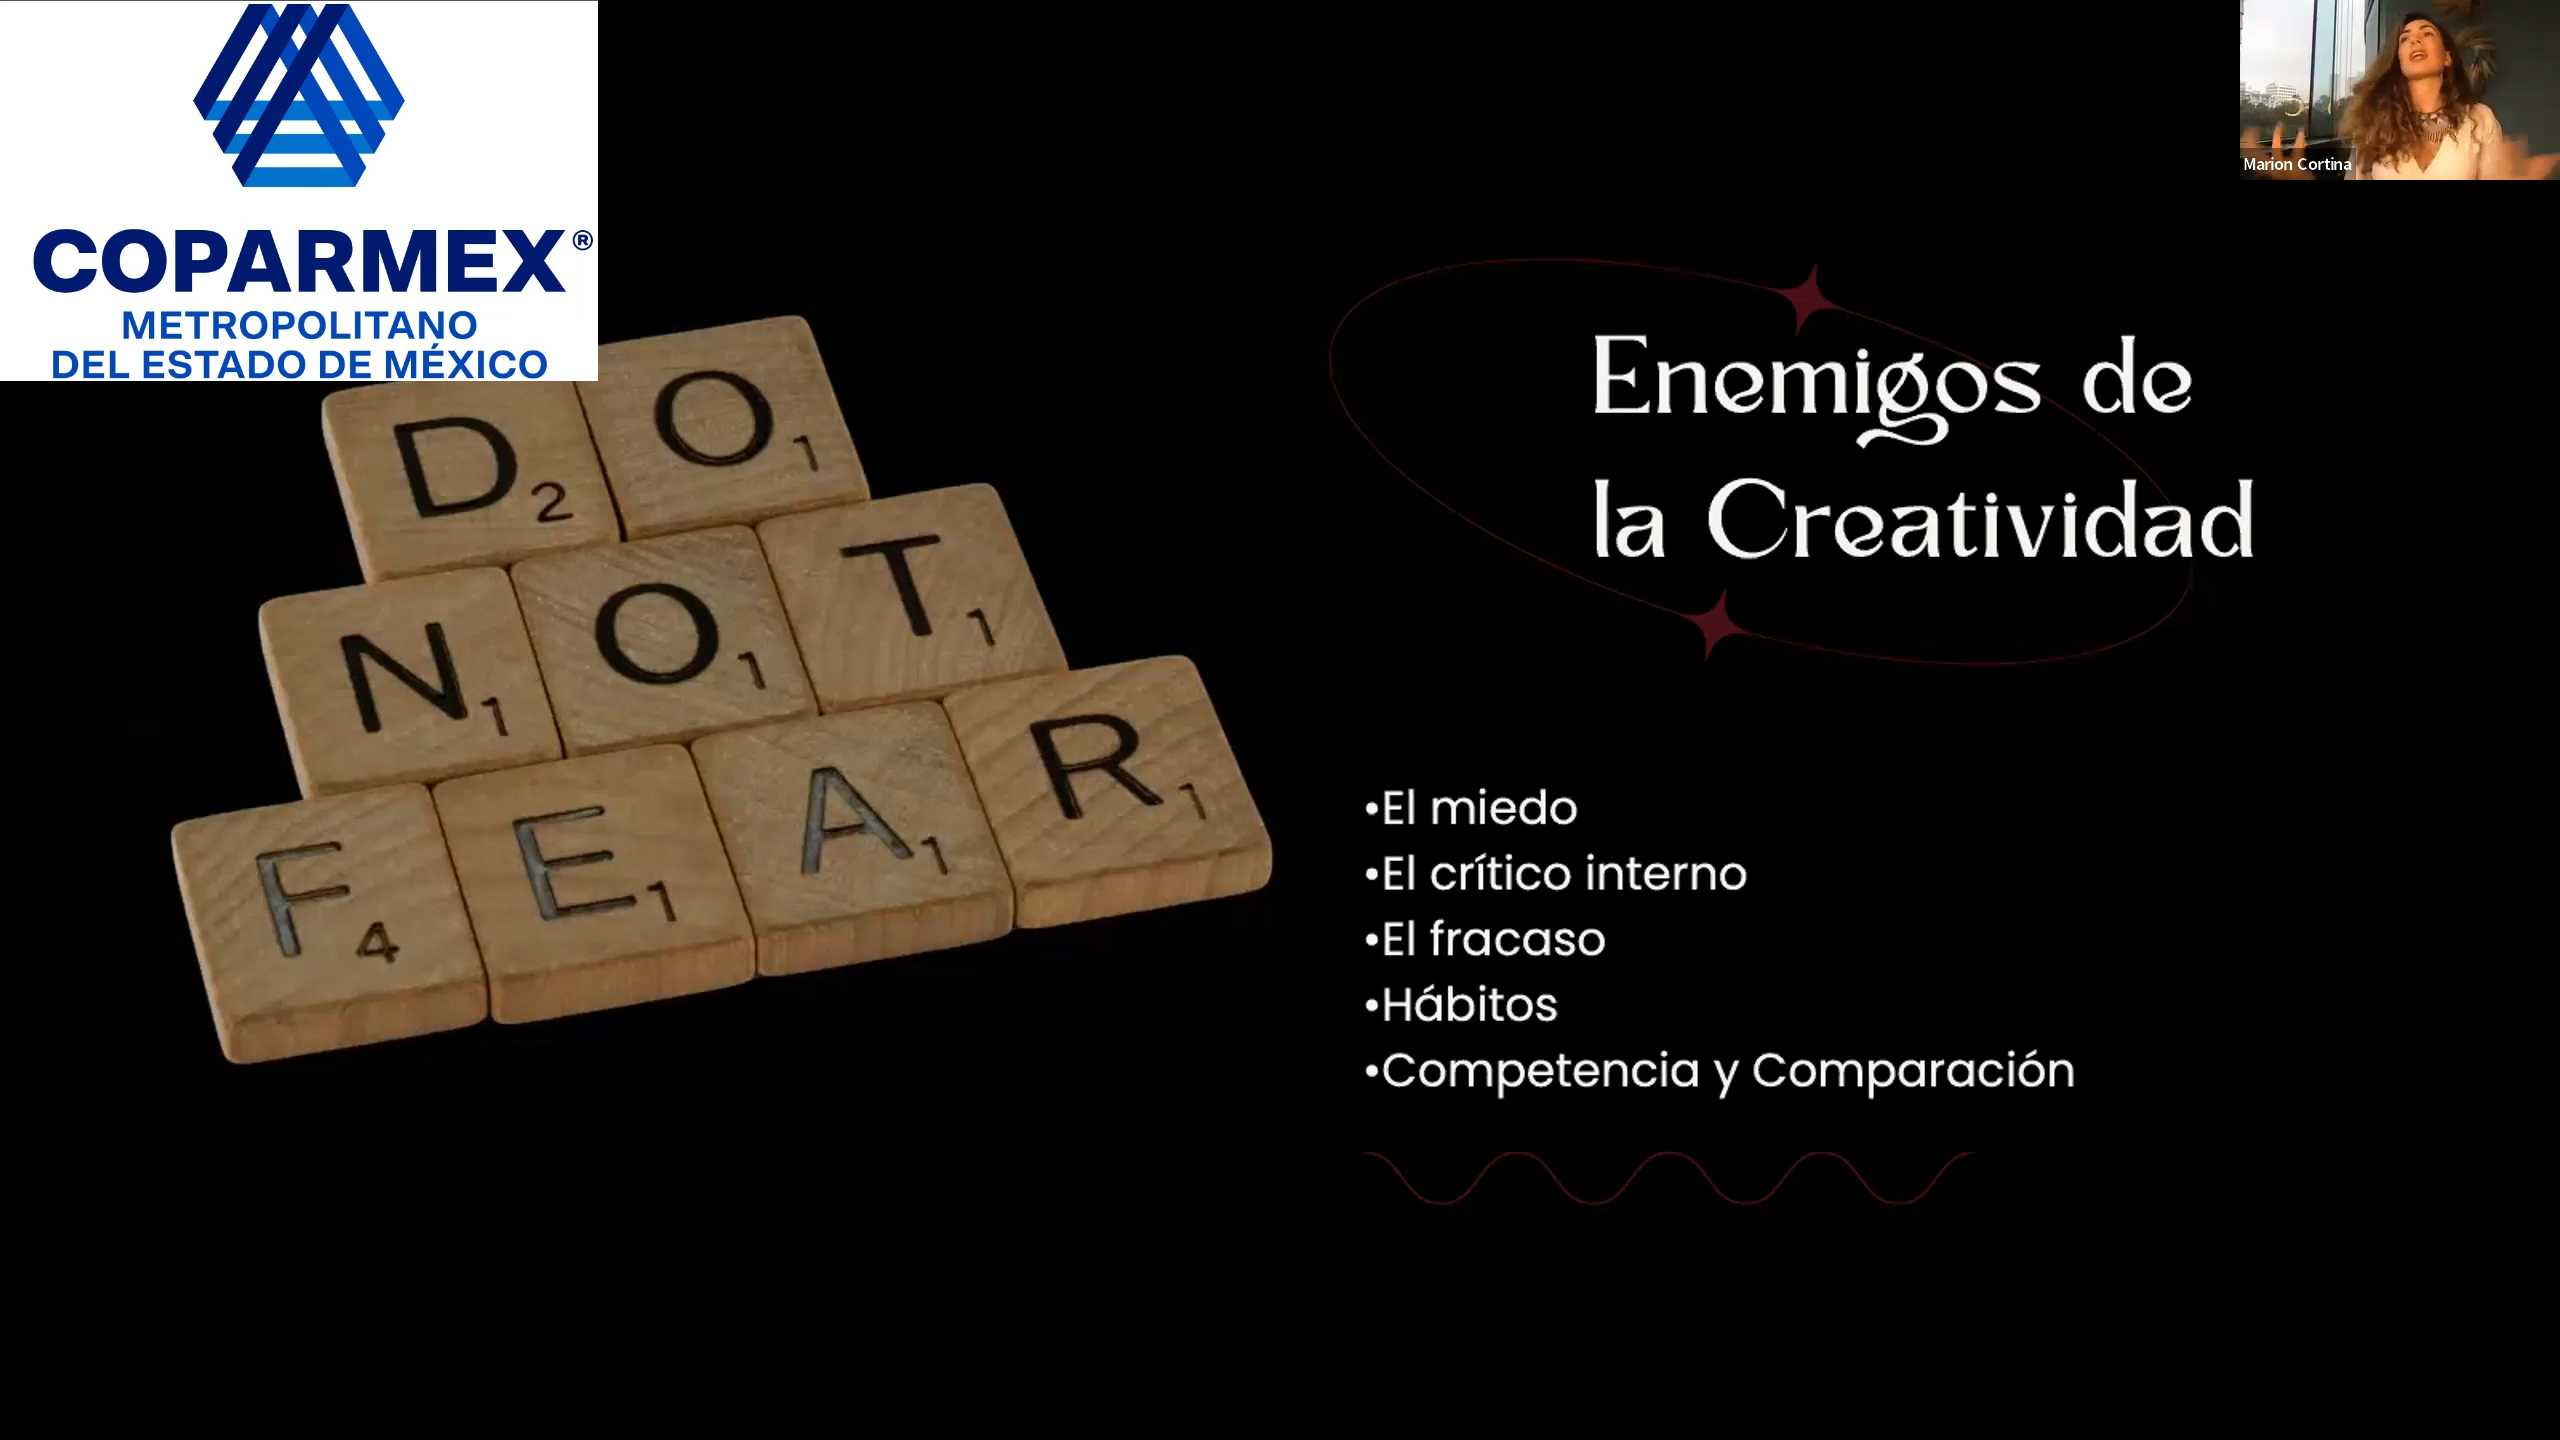 COPARMEX®
METROPOLITANO
DEL ESTADO DE MÉXICO
Marion Cortina
D2 O1
N1 O1 T1
F4 E1 A1 R1
Enemigos de
la Creatividad
•El miedo
•El crítico interno
•El fracaso
•Hábitos
•Competencia y Comparación